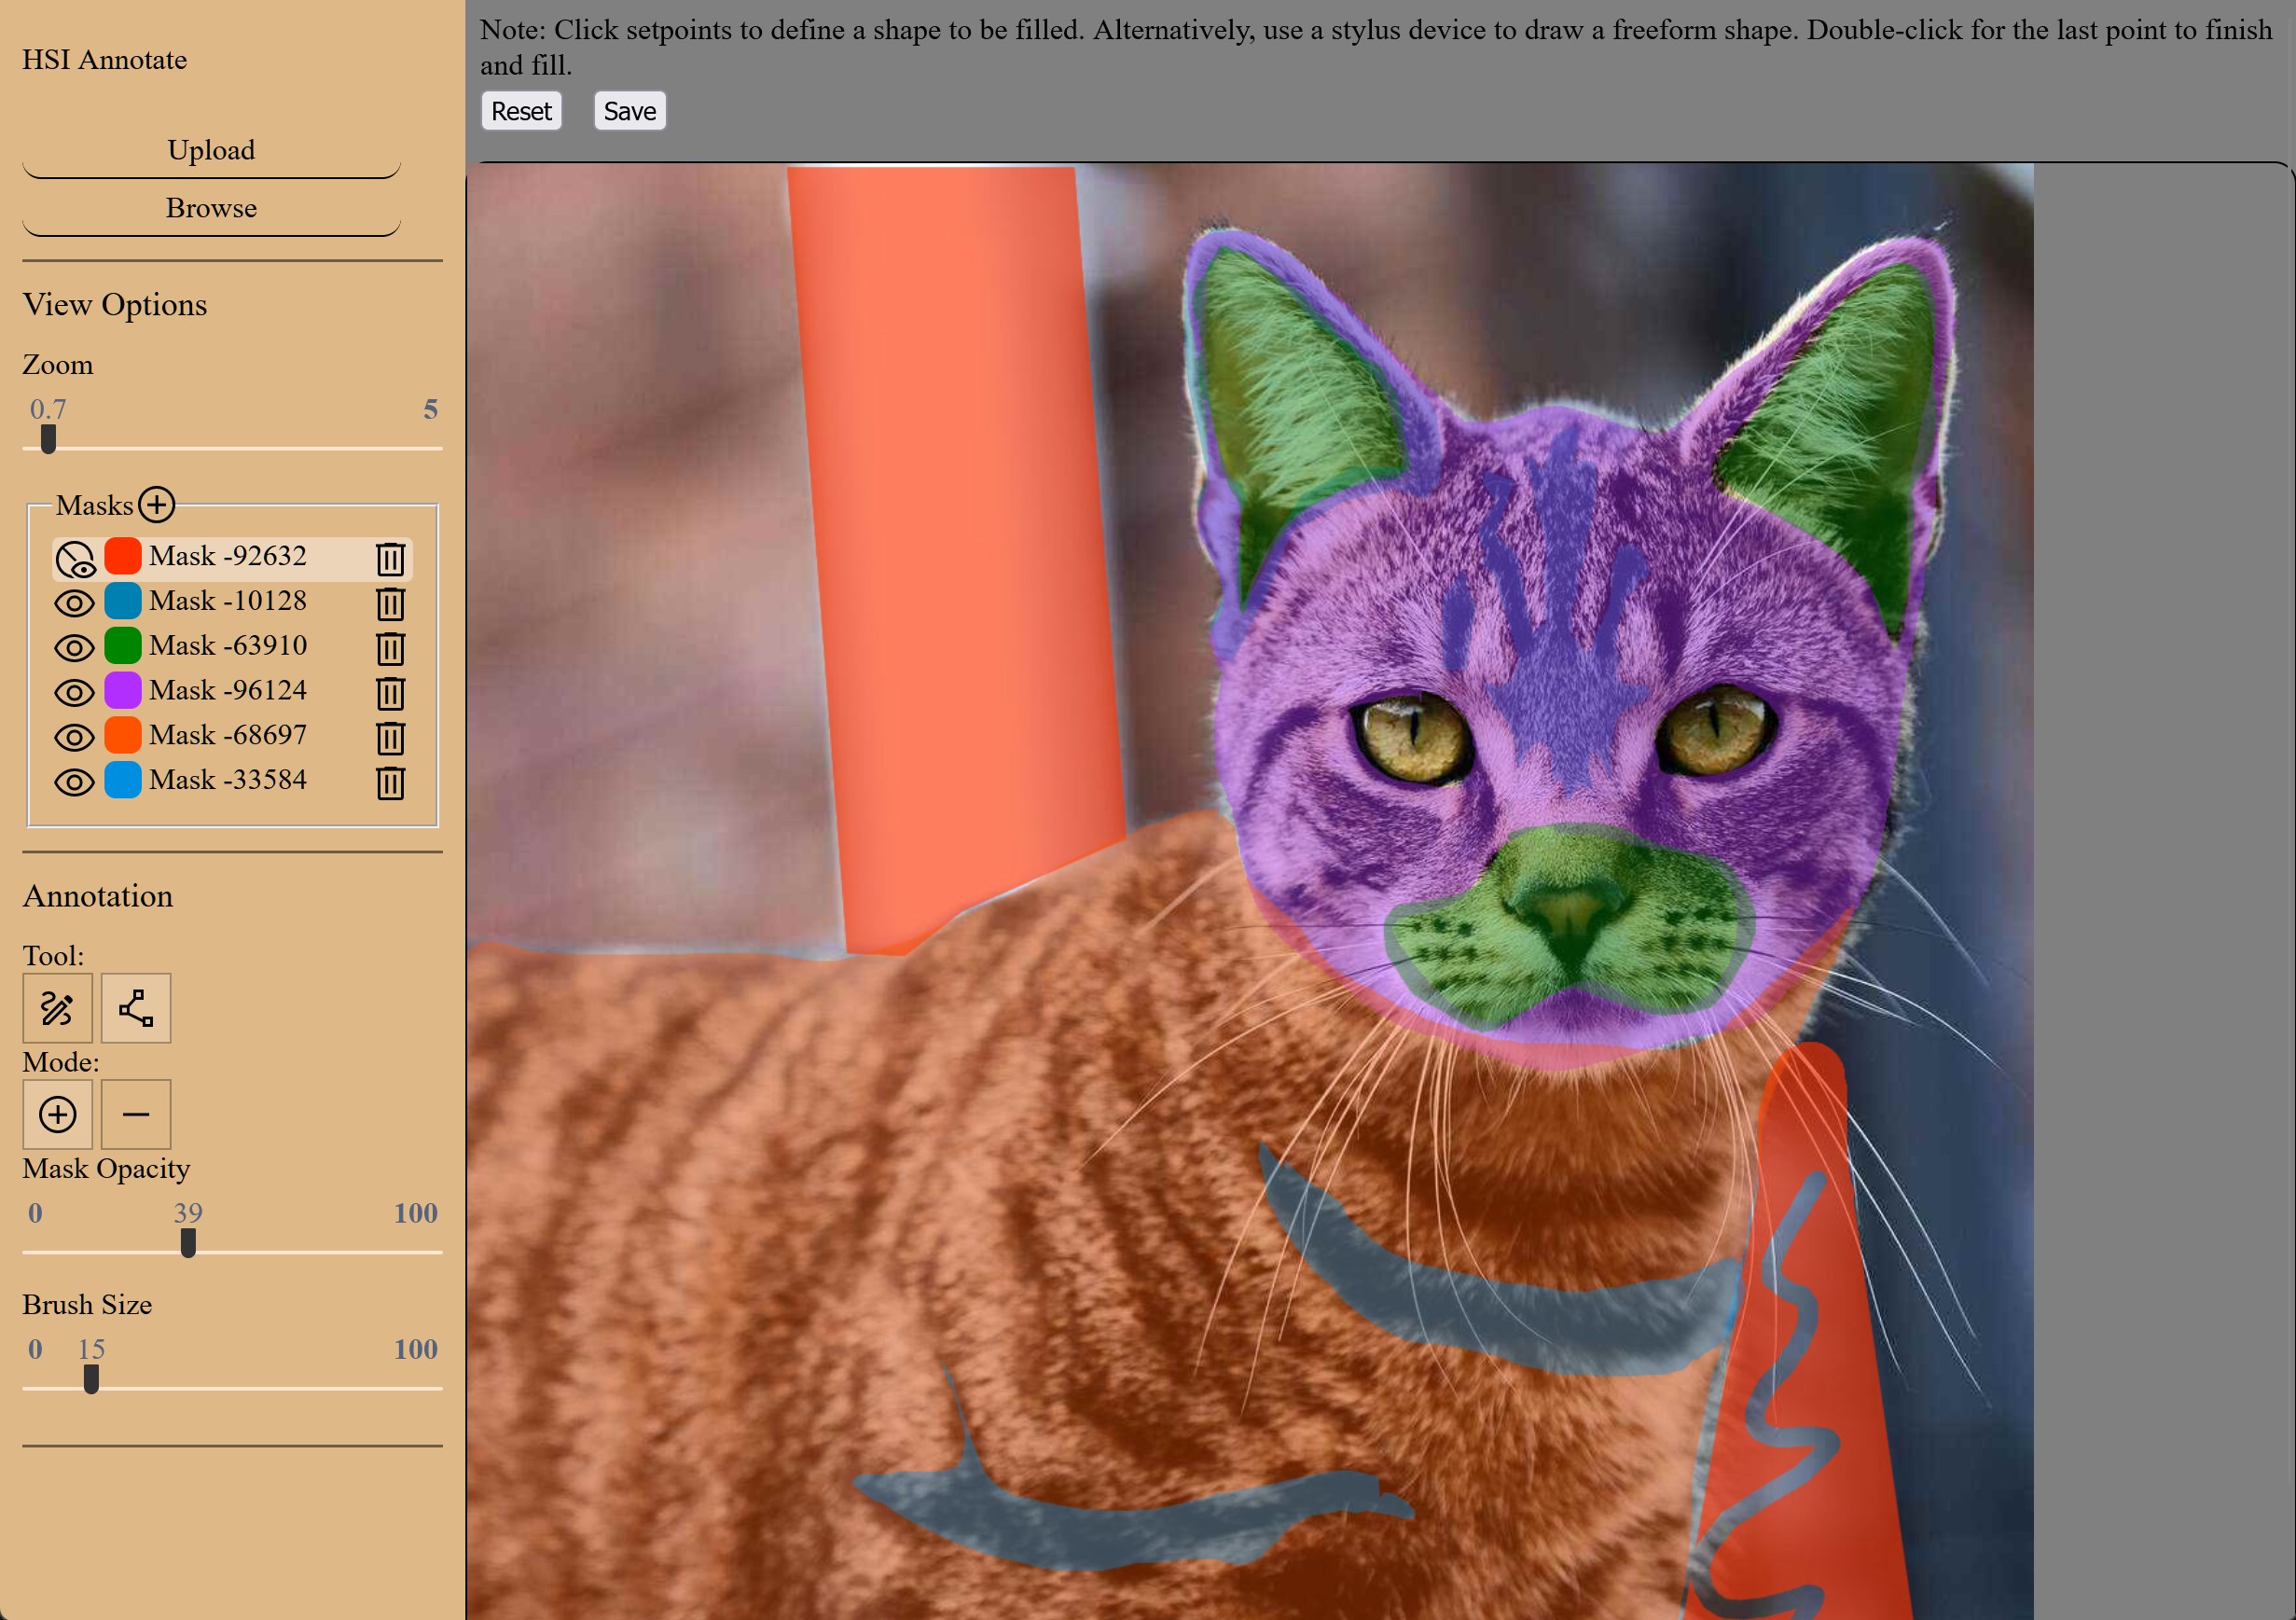 HSI Annotate
Note: Click setpoints to define a shape to be filled. Alternatively, use a stylus device to draw a freeform shape. Double-click for the last point to finish
and fill.
Reset Save
Upload
Browse
View Options
Zoom
0.7 5
Masks
Mask -92632
Mask -10128
Mask -63910
Mask -96124
Mask -68697
Mask -33584
Annotation
Tool:
Mode:
Mask Opacity
0 39 100
Brush Size
0 15 100